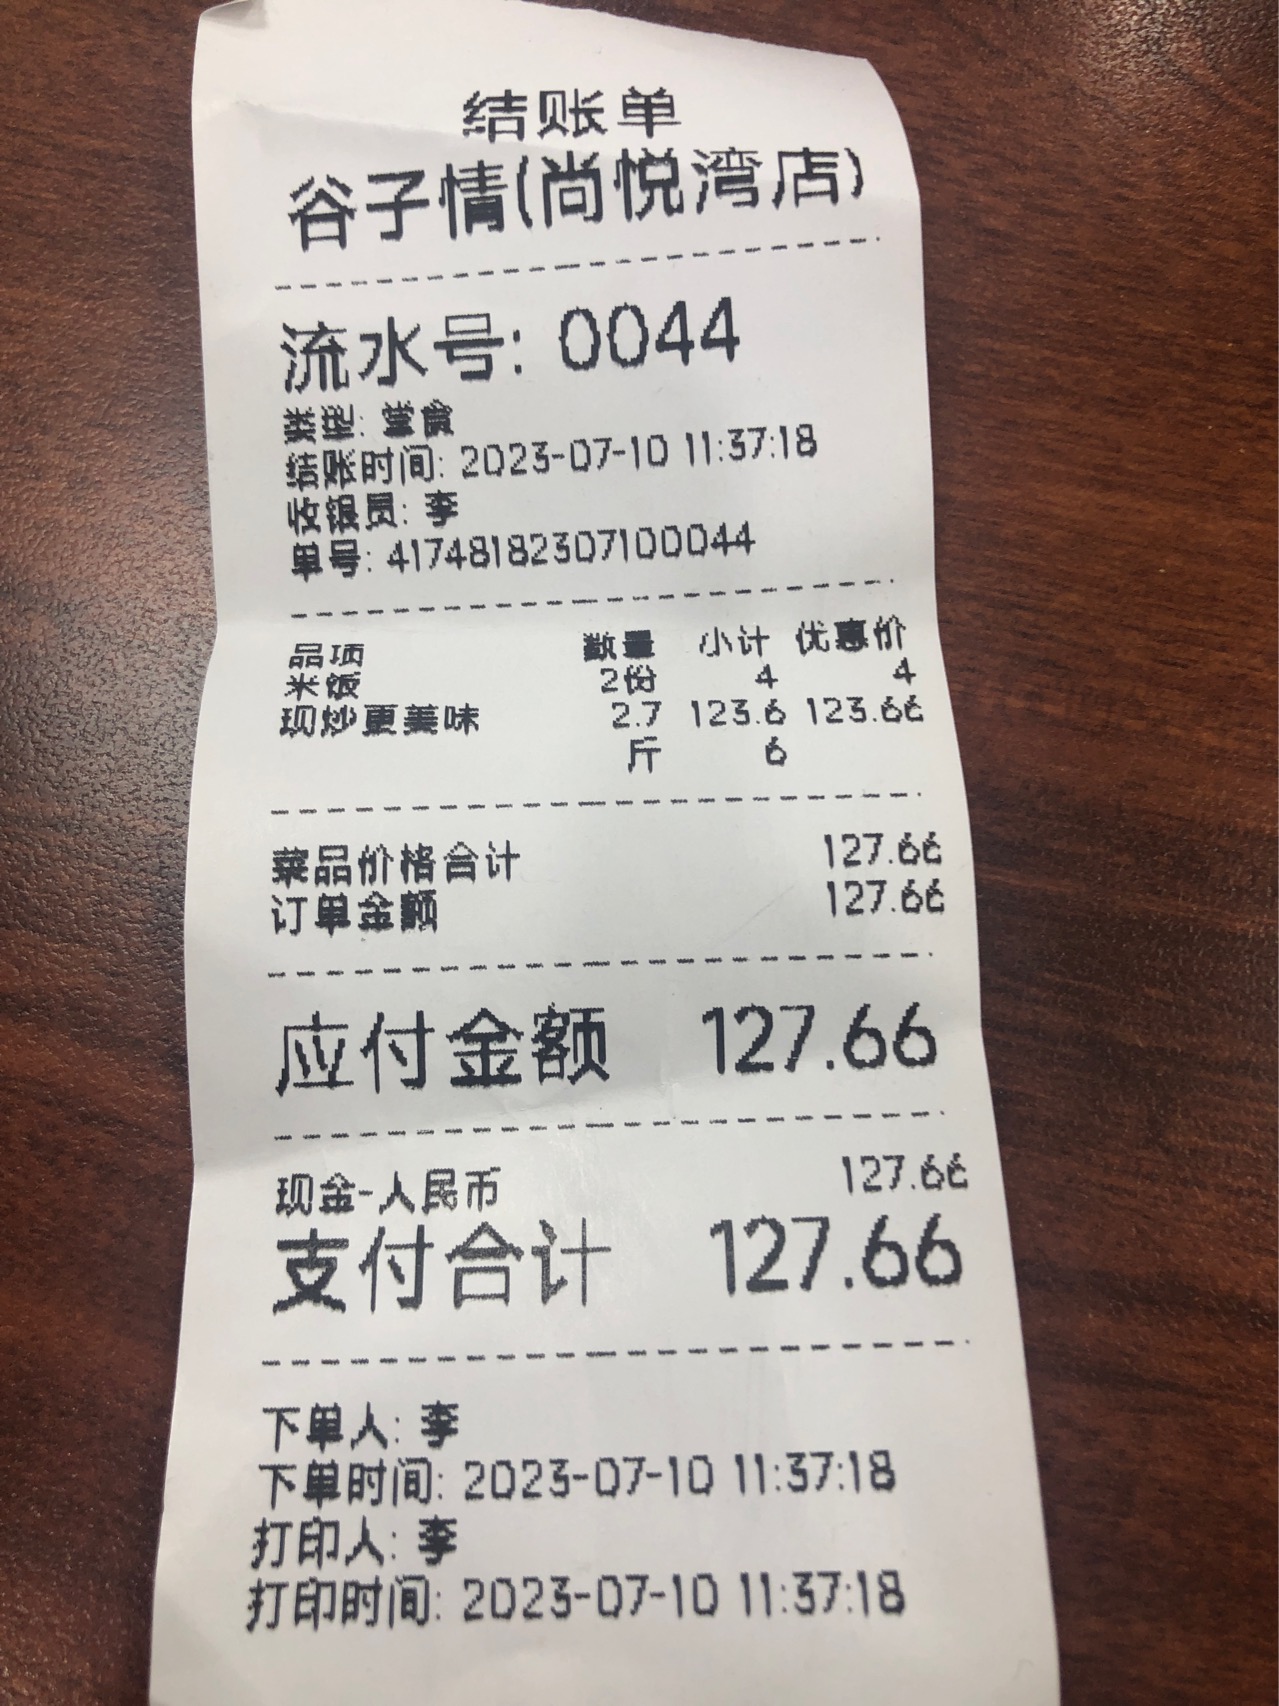 结账单
谷子情(尚悦湾店)
流水号: 0044
类型: 堂食
结账时间: 2023-07-10 11:37:18
收银员: 李
单号: 41748182307100044
品项 数量 小计 优惠价
米饭 2份 4 4
现炒更美味 2.7 123.6 123.66
斤 6
菜品价格合计 127.66
订单金额 127.66
应付金额 127.66
现金-人民币 127.66
支付合计 127.66
下单人: 李
下单时间: 2023-07-10 11:37:18
打印人: 李
打印时间: 2023-07-10 11:37:18